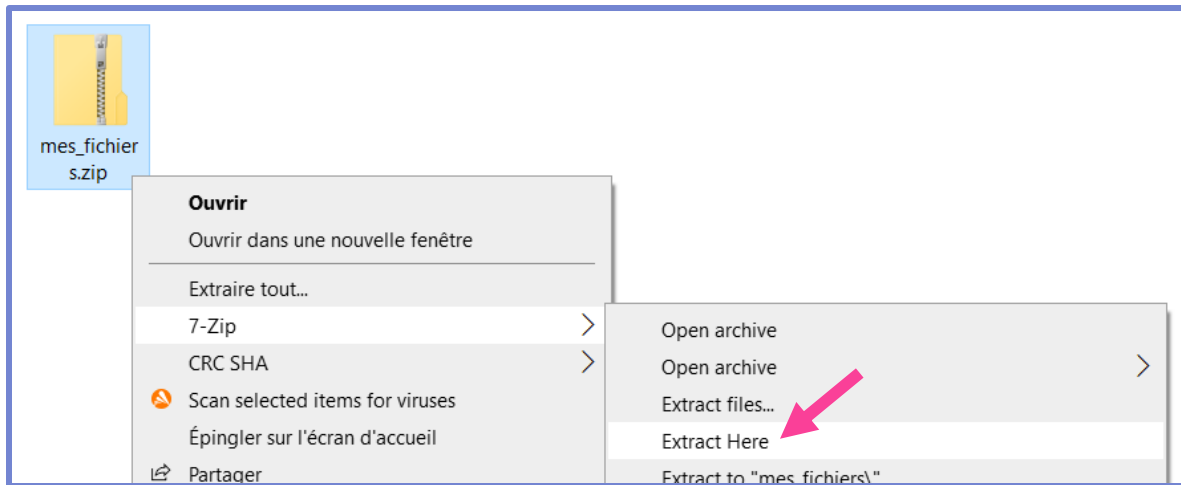 mes_fichier
s.zip
Ouvrir
Ouvrir dans une nouvelle fenêtre
Extraire tout...
7-Zip
CRC SHA
Scan selected items for viruses
Épingler sur l'écran d'accueil
Partager
Open archive
Open archive
Extract files...
Extract Here
Extract to "mes_fichiers\"